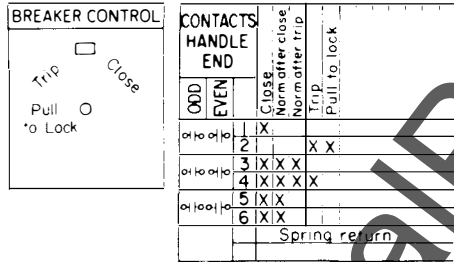 BREAKER CONTROL
Trip
Close
Pull
to Lock
CONTACTS
HANDLE
END
ODD
EVEN
Close
Norm after close
Norm after trip
Trip
Pull to lock
1 X
2 X X
3 X X X
4 X X X X
5 X X
6 X X
Spring return